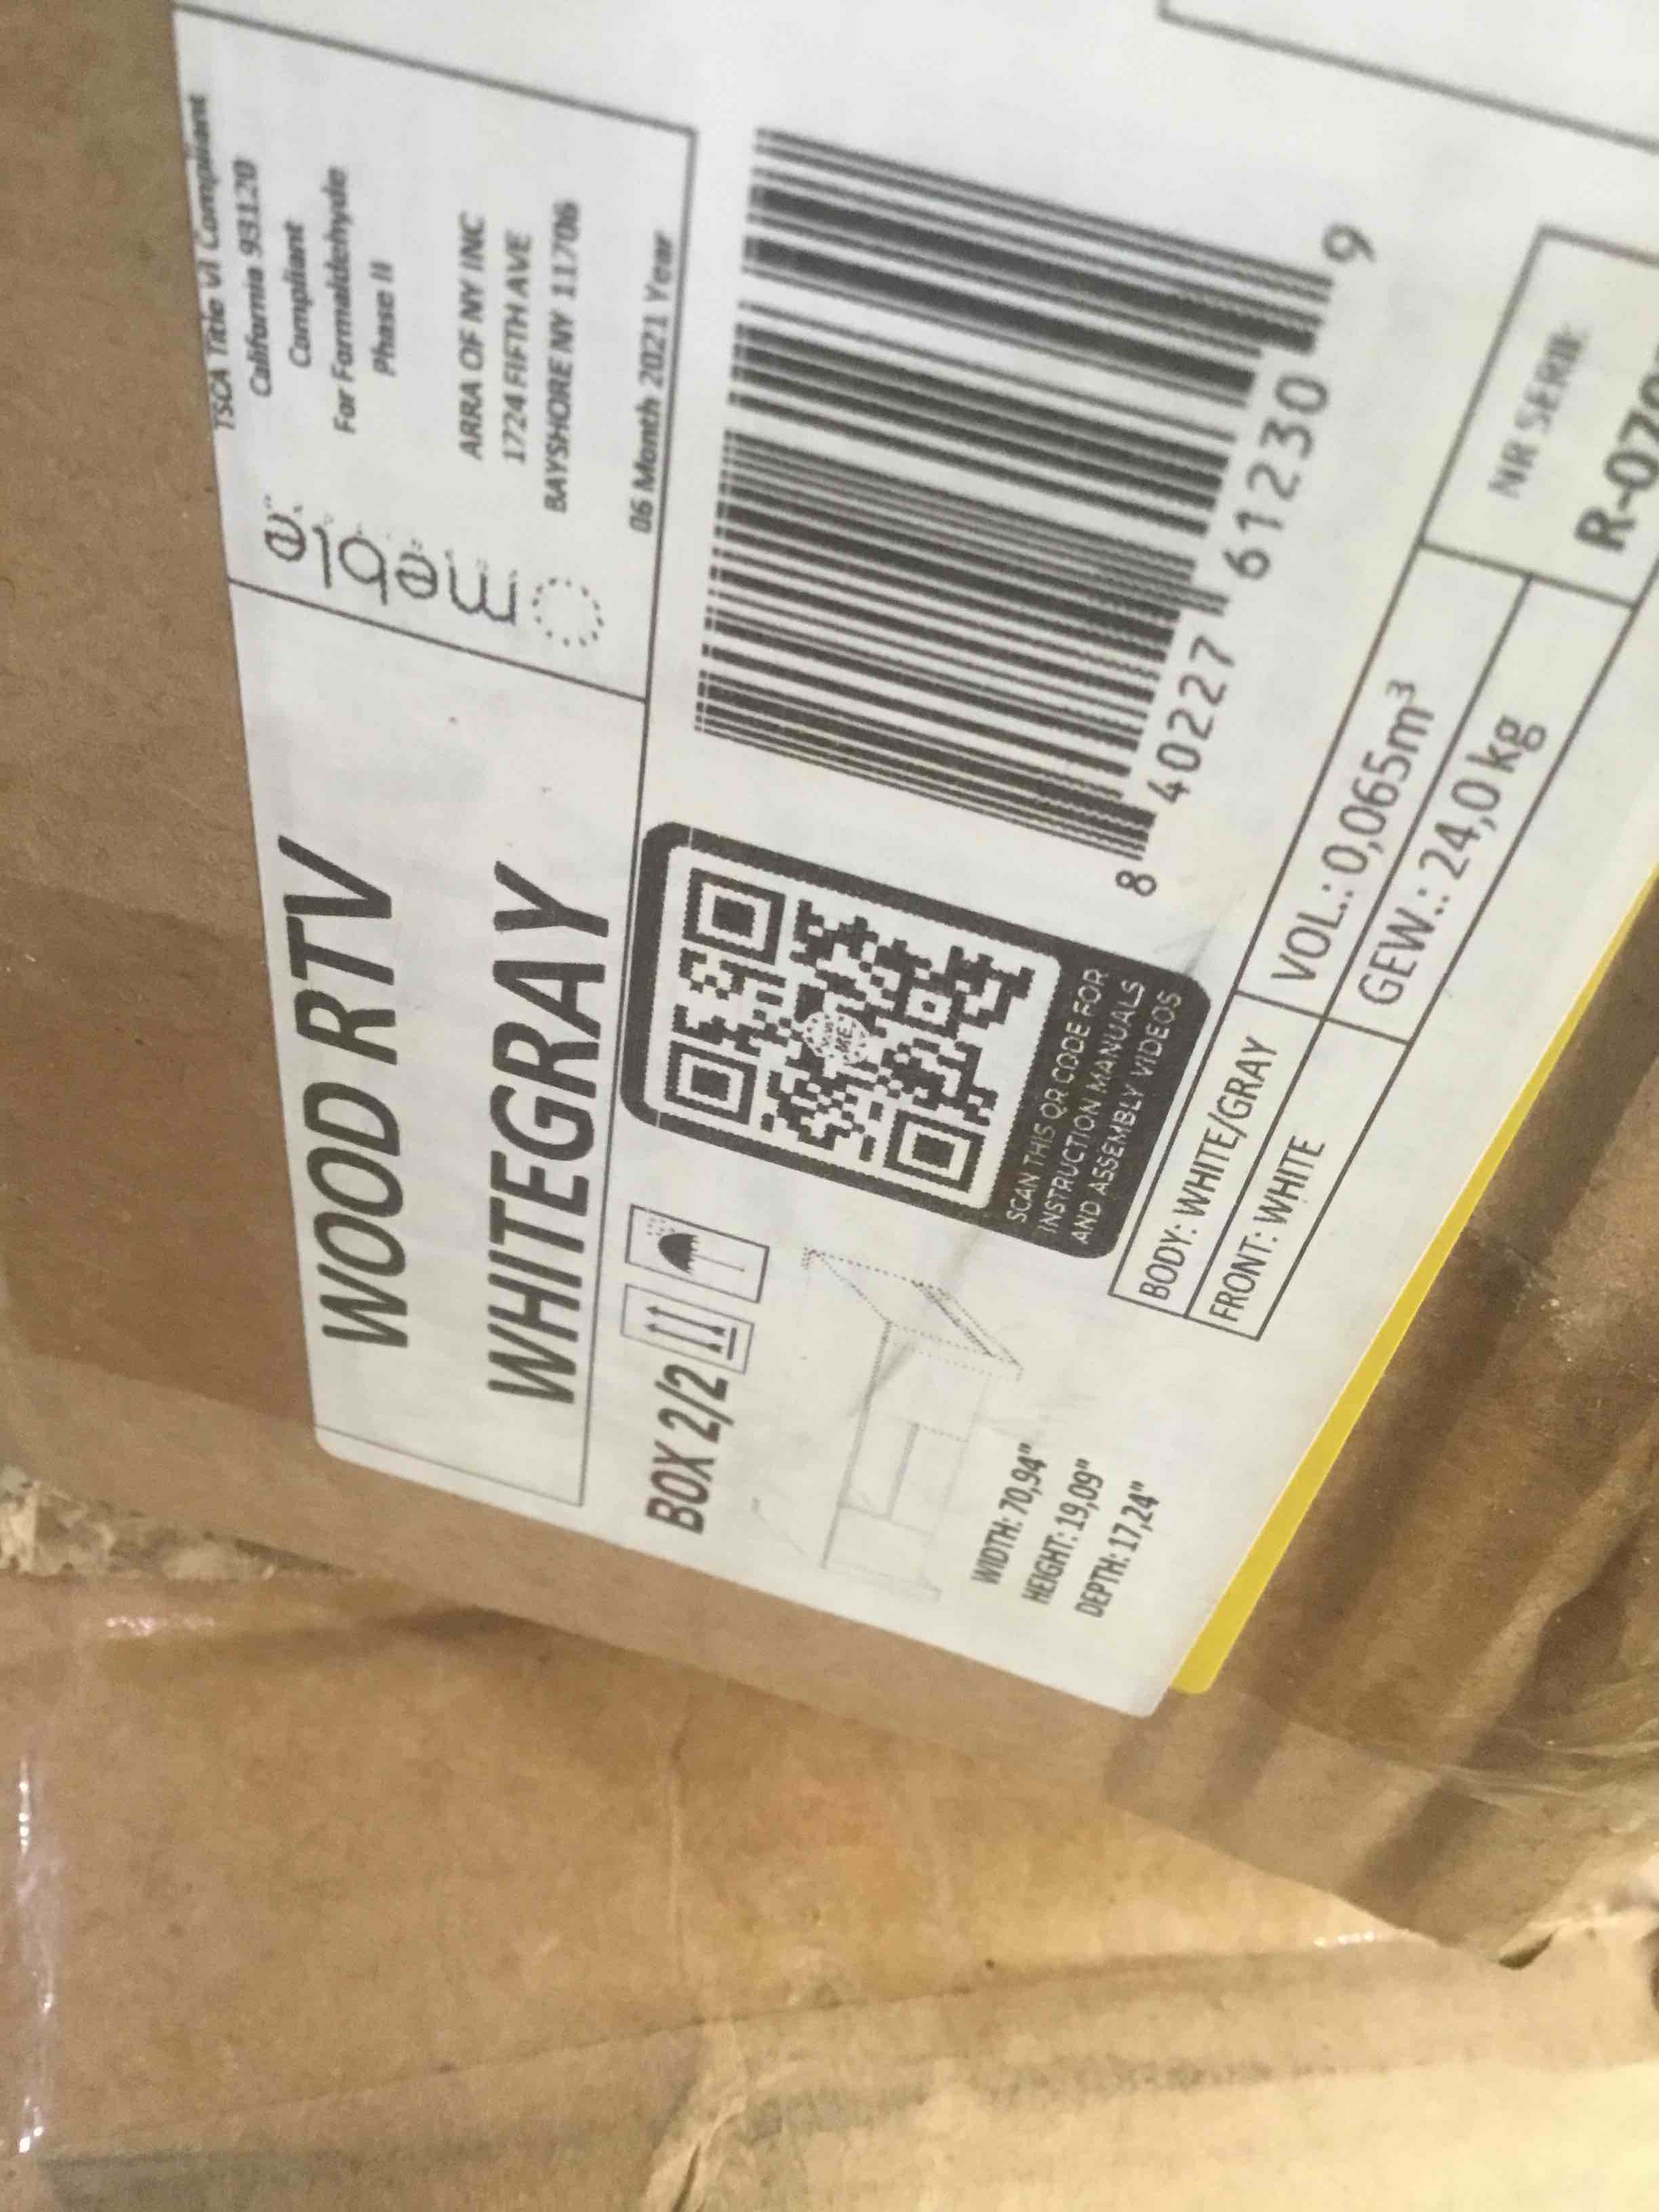 WOOD RTV
WHITEGRAY
meble
TSCA Title VI Compliant
California 93120
Compliant
For Formaldehyde
Phase II
ARRA OF NY INC
1724 FIFTH AVE
BAYSHORE NY 11706
06 Month 2021 Year
BOX 2/2
SCAN THIS QR CODE FOR
INSTRUCTION MANUALS
AND ASSEMBLY VIDEOS
8 40227 61230 9
WIDTH: 70,94"
HEIGHT: 19,09"
DEPTH: 17,24"
BODY: WHITE/GRAY
FRONT: WHITE
VOL.: 0,065m³
GEW.: 24,0 kg
NR SERII:
R-070